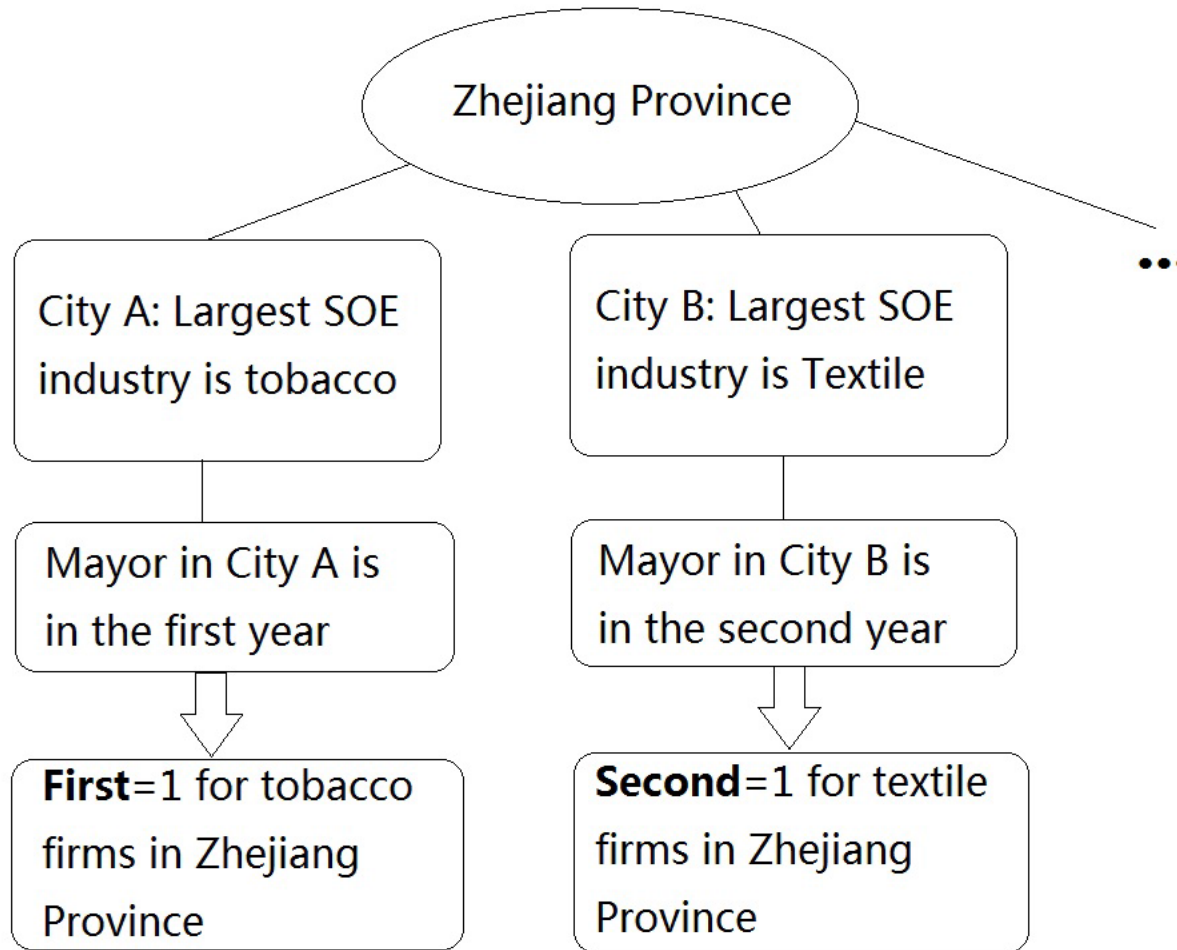 Zhejiang Province
City A: Largest SOE
industry is tobacco
City B: Largest SOE
industry is Textile
...
Mayor in City A is
in the first year
Mayor in City B is
in the second year
First=1 for tobacco
firms in Zhejiang
Province
Second=1 for textile
firms in Zhejiang
Province